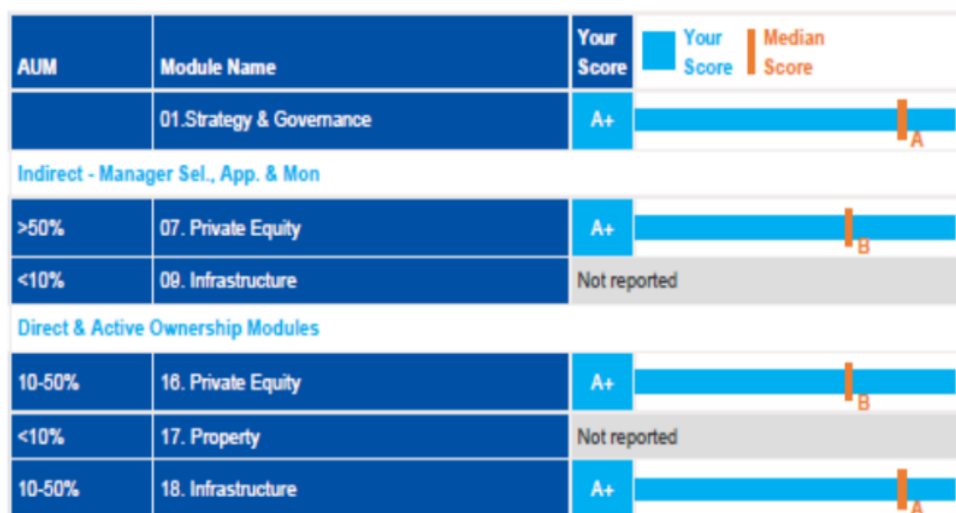 AUM Module Name Your Score Your Score Median Score
01.Strategy & Governance A+ A
Indirect - Manager Sel., App. & Mon
>50% 07. Private Equity A+ B
<10% 09. Infrastructure Not reported
Direct & Active Ownership Modules
10-50% 16. Private Equity A+ B
<10% 17. Property Not reported
10-50% 18. Infrastructure A+ A